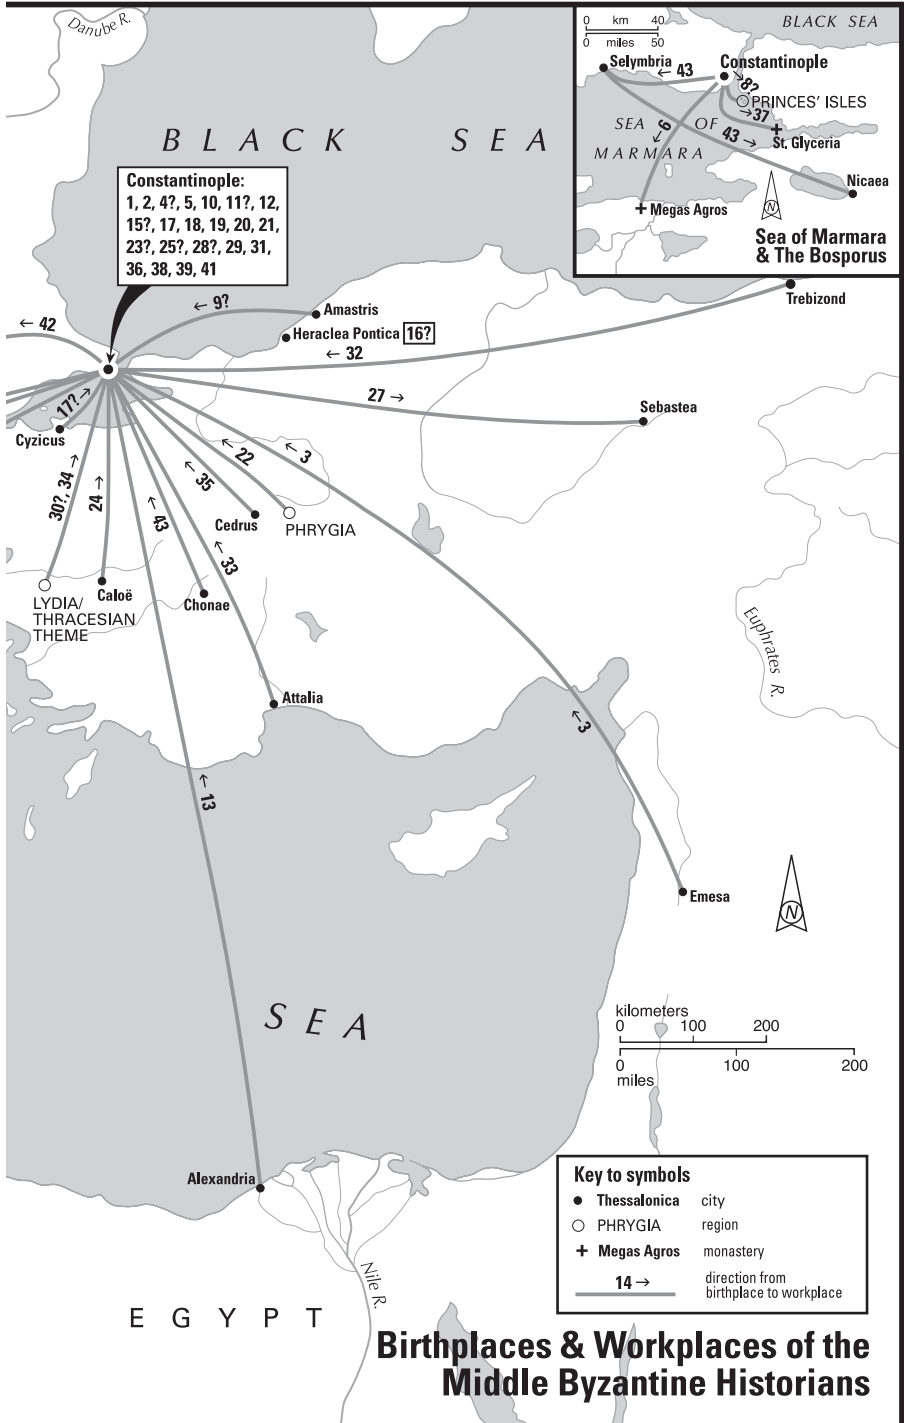 Danube R.
BLACK SEA
Constantinople:
1, 2, 4?, 5, 10, 11?, 12,
15?, 17, 18, 19, 20, 21,
23?, 25?, 28?, 29, 31,
36, 38, 39, 41
0 km 40
0 miles 50
BLACK SEA
Selymbria
← 43
Constantinople
→ 8?
PRINCES' ISLES
→ 37
SEA OF
MARMARA
← 6
43 →
St. Glyceria
Nicaea
Megas Agros
N
Sea of Marmara
& The Bosporus
← 9?
Amastris
Trebizond
← 42
Heraclea Pontica 16?
← 32
27 →
Sebastea
17? →
Cyzicus
← 3
← 22
← 35
30?, 34 →
24 →
← 43
Cedrus
PHRYGIA
← 33
Caloë
Chonae
LYDIA/
THRACESIAN
THEME
Euphrates R.
Attalia
← 3
← 13
Emesa
N
SEA
kilometers
0 100 200
0 100 200
miles
Alexandria
Key to symbols
Thessalonica city
PHRYGIA region
Megas Agros monastery
14 → direction from
birthplace to workplace
Nile R.
EGYPT
Birthplaces & Workplaces of the
Middle Byzantine Historians